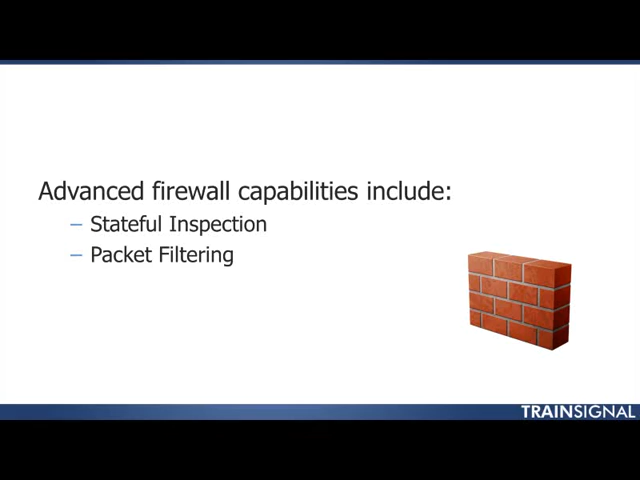 Advanced firewall capabilities include:
– Stateful Inspection
– Packet Filtering
TRAINSIGNAL